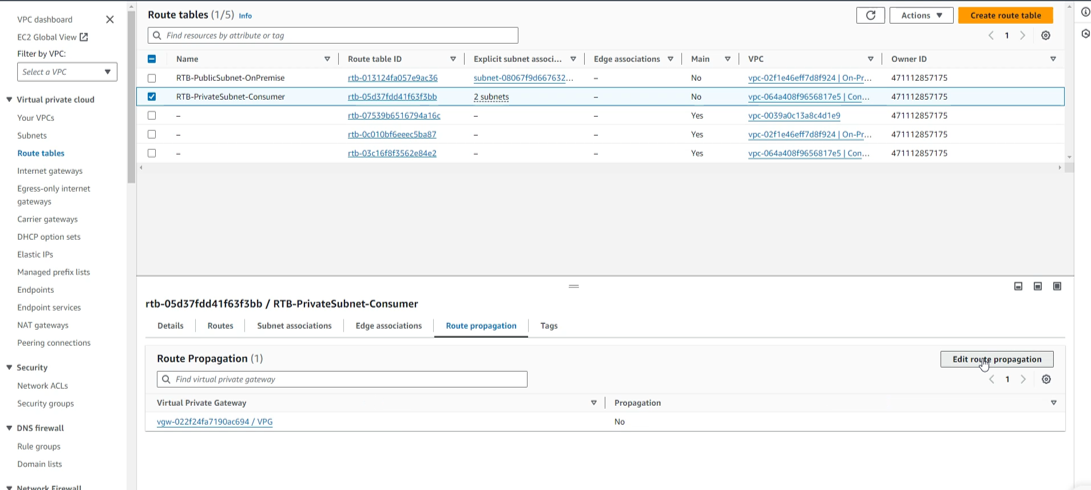 VPC dashboard
EC2 Global View
Filter by VPC:
Select a VPC
Virtual private cloud
Your VPCs
Subnets
Route tables
Internet gateways
Egress-only internet
gateways
Carrier gateways
DHCP option sets
Elastic IPs
Managed prefix lists
Endpoints
Endpoint services
NAT gateways
Peering connections
Security
Network ACLs
Security groups
DNS firewall
Rule groups
Domain lists
Network Firewall
Route tables (1/5) Info
Actions
Create route table
Find resources by attribute or tag
1
Name Route table ID Explicit subnet associ... Edge associations Main VPC Owner ID
RTB-PublicSubnet-OnPremise rtb-013124fa057e9ac36 subnet-08067f9d667632... – No vpc-02f1e46eff7d8f924 | On-Pr... 471112857175
RTB-PrivateSubnet-Consumer rtb-05d37fdd41f63f3bb 2 subnets – No vpc-064a408f9656817e5 | Con... 471112857175
– rtb-07539b6516794a16c – – Yes vpc-0039a0c13a8c4d1e9 471112857175
– rtb-0c010bf6eeec5ba87 – – Yes vpc-02f1e46eff7d8f924 | On-Pr... 471112857175
– rtb-03c16f8f3562e84e2 – – Yes vpc-064a408f9656817e5 | Con... 471112857175
rtb-05d37fdd41f63f3bb / RTB-PrivateSubnet-Consumer
Details Routes Subnet associations Edge associations Route propagation Tags
Route Propagation (1)
Edit route propagation
Find virtual private gateway
1
Virtual Private Gateway Propagation
vgw-022f24fa7190ac694 / VPG No